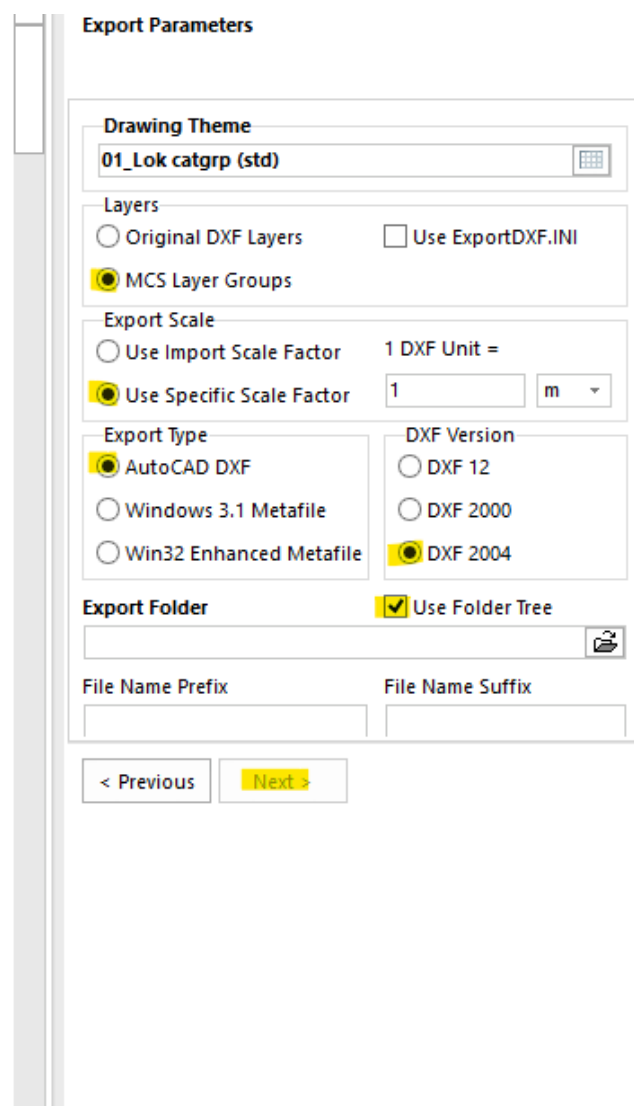 Export Parameters
Drawing Theme
01_Lok catgrp (std)
Layers
Original DXF Layers
Use ExportDXF.INI
MCS Layer Groups
Export Scale
Use Import Scale Factor
1 DXF Unit =
Use Specific Scale Factor
1
m
Export Type
DXF Version
AutoCAD DXF
DXF 12
Windows 3.1 Metafile
DXF 2000
Win32 Enhanced Metafile
DXF 2004
Export Folder
Use Folder Tree
File Name Prefix
File Name Suffix
< Previous
Next >